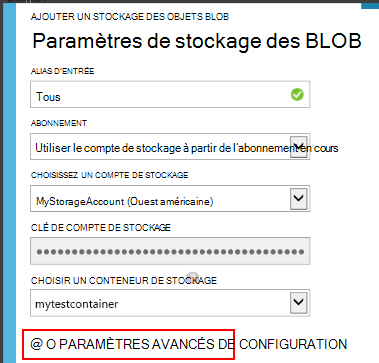 AJOUTER UN STOCKAGE DES OBJETS BLOB
Paramètres de stockage des BLOB
ALIAS D'ENTRÉE
Tous
ABONNEMENT
Utiliser le compte de stockage à partir de l'abonnement en cours
CHOISISSEZ UN COMPTE DE STOCKAGE
MyStorageAccount (Ouest américaine)
CLÉ DE COMPTE DE STOCKAGE
CHOISIR UN CONTENEUR DE STOCKAGE
mytestcontainer
@ O PARAMÈTRES AVANCÉS DE CONFIGURATION